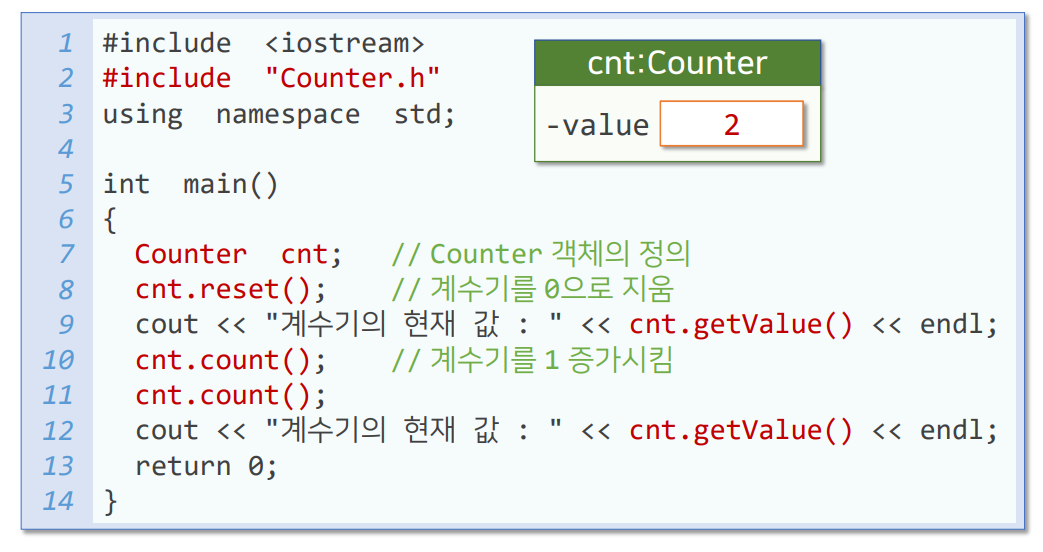 1 #include <iostream>
2 #include "Counter.h"
3 using namespace std;
4
5 int main()
6 {
7 Counter cnt; // Counter 객체의 정의
8 cnt.reset(); // 계수기를 0으로 지움
9 cout << "계수기의 현재 값 : " << cnt.getValue() << endl;
10 cnt.count(); // 계수기를 1 증가시킴
11 cnt.count();
12 cout << "계수기의 현재 값 : " << cnt.getValue() << endl;
13 return 0;
14 }
cnt:Counter
-value 2